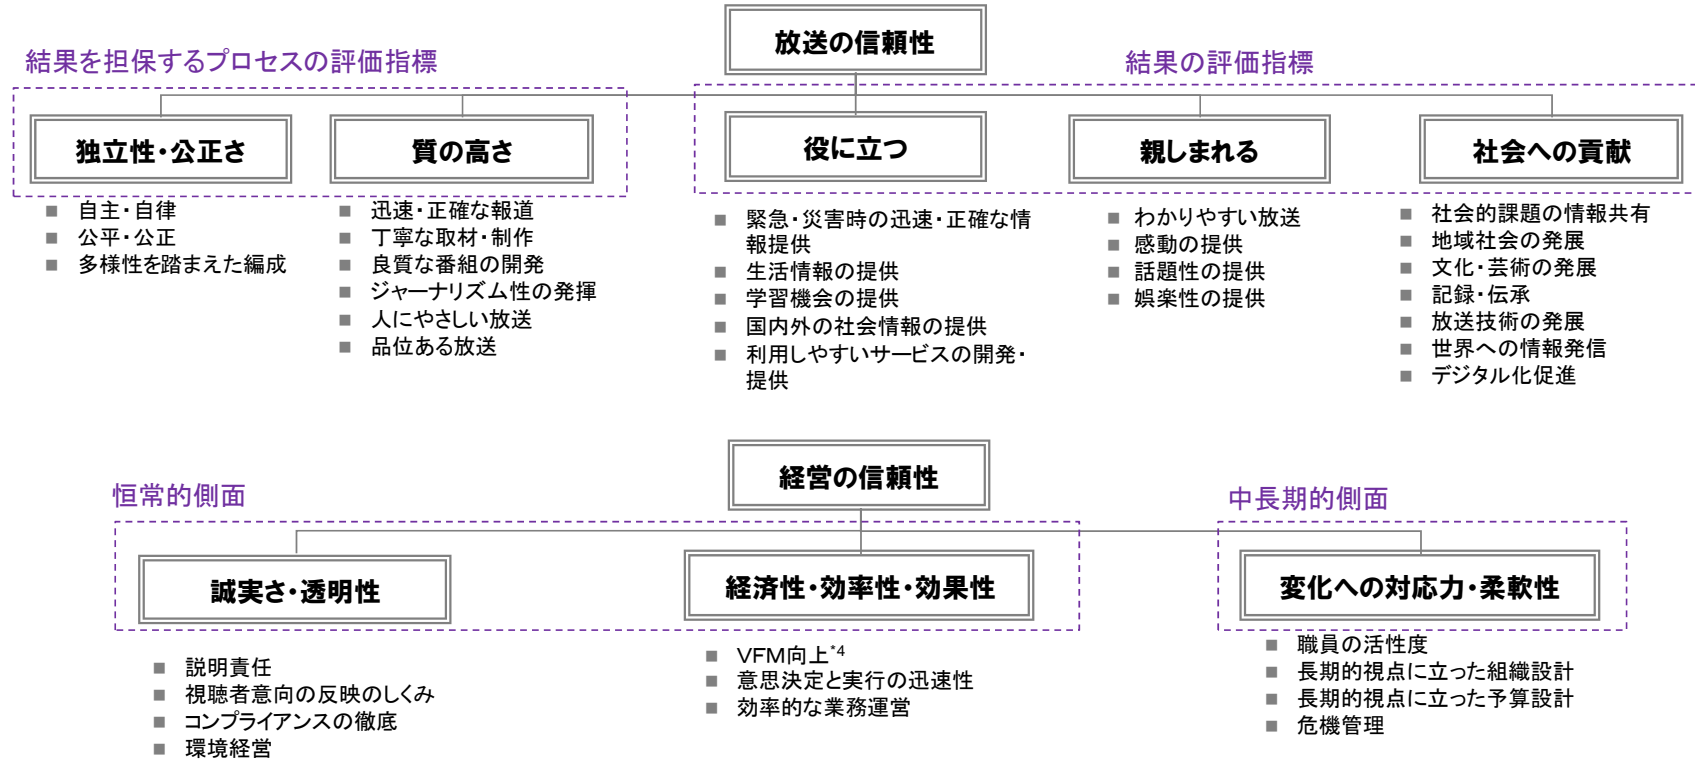 放送の信頼性
結果を担保するプロセスの評価指標
結果の評価指標
独立性・公正さ
■ 自主・自律
■ 公平・公正
■ 多様性を踏まえた編成
質の高さ
■ 迅速・正確な報道
■ 丁寧な取材・制作
■ 良質な番組の開発
■ ジャーナリズム性の発揮
■ 人にやさしい放送
■ 品位ある放送
役に立つ
■ 緊急・災害時の迅速・正確な情
報提供
■ 生活情報の提供
■ 学習機会の提供
■ 国内外の社会情報の提供
■ 利用しやすいサービスの開発・
提供
親しまれる
■ わかりやすい放送
■ 感動の提供
■ 話題性の提供
■ 娯楽性の提供
社会への貢献
■ 社会的課題の情報共有
■ 地域社会の発展
■ 文化・芸術の発展
■ 記録・伝承
■ 放送技術の発展
■ 世界への情報発信
■ デジタル化促進
経営の信頼性
恒常的側面
中長期的側面
誠実さ・透明性
■ 説明責任
■ 視聴者意向の反映のしくみ
■ コンプライアンスの徹底
■ 環境経営
経済性・効率性・効果性
■ VFM向上*4
■ 意思決定と実行の迅速性
■ 効率的な業務運営
変化への対応力・柔軟性
■ 職員の活性度
■ 長期的視点に立った組織設計
■ 長期的視点に立った予算設計
■ 危機管理